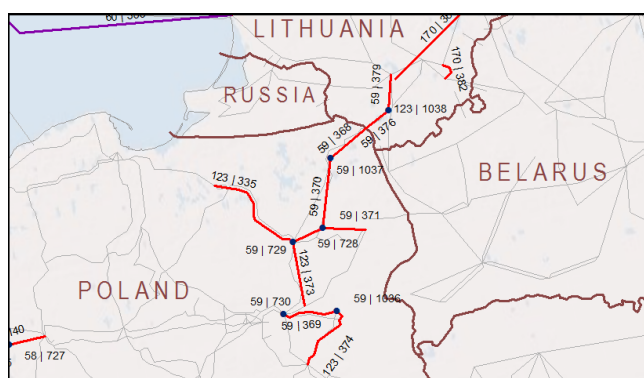 60 | 360
LITHUANIA
170 | 38
170 | 382
59 | 379
RUSSIA
123 | 1038
59 | 368
59 | 376
BELARUS
59 | 1037
123 | 335
59 | 370
59 | 371
59 | 729
59 | 728
123 | 373
POLAND
59 | 730
59 | 1036
59 | 369
140
58 | 727
123 | 374